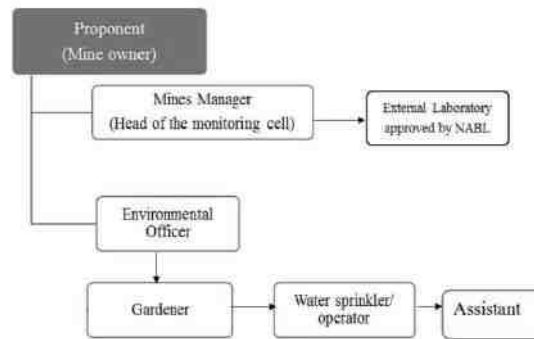 Proponent
(Mine owner)
Mines Manager
(Head of the monitoring cell)
External Laboratory
approved by NABL
Environmental
Officer
Gardener
Water sprinkler/
operator
Assistant